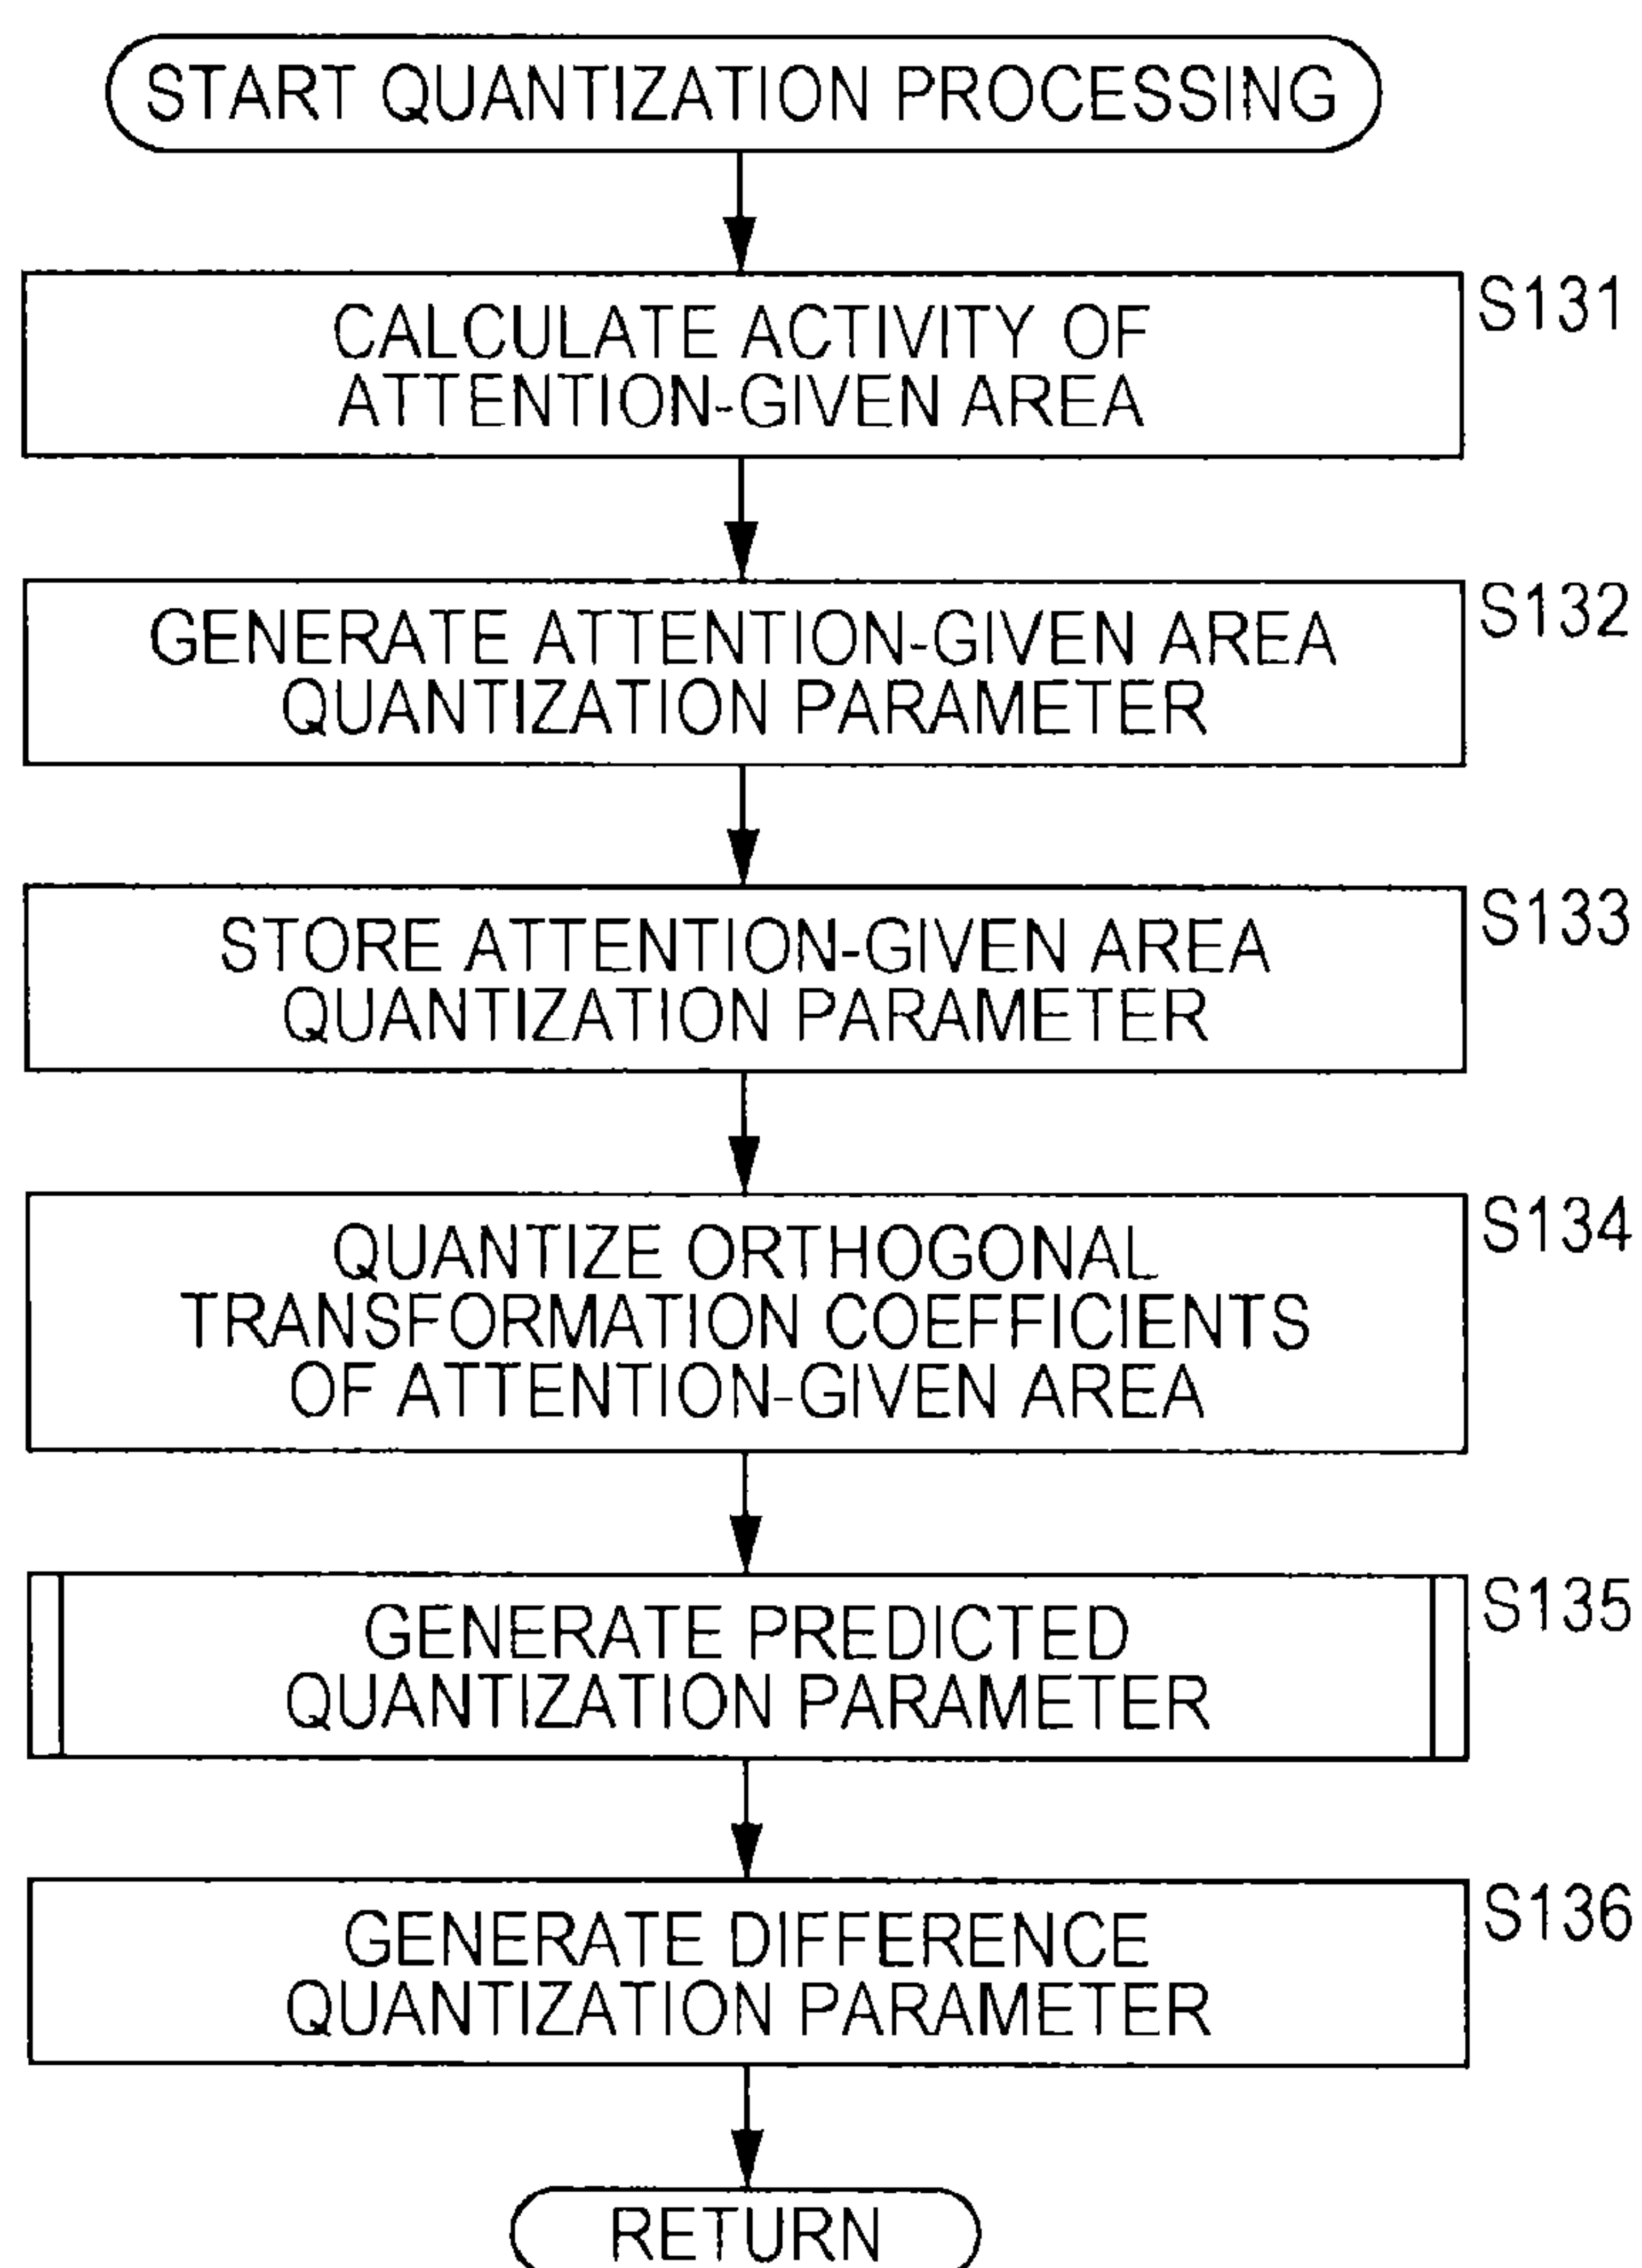 START QUANTIZATION PROCESSING
S131
CALCULATE ACTIVITY OF
ATTENTION-GIVEN AREA
S132
GENERATE ATTENTION-GIVEN AREA
QUANTIZATION PARAMETER
S133
STORE ATTENTION-GIVEN AREA
QUANTIZATION PARAMETER
S134
QUANTIZE ORTHOGONAL
TRANSFORMATION COEFFICIENTS
OF ATTENTION-GIVEN AREA
S135
GENERATE PREDICTED
QUANTIZATION PARAMETER
S136
GENERATE DIFFERENCE
QUANTIZATION PARAMETER
RETURN